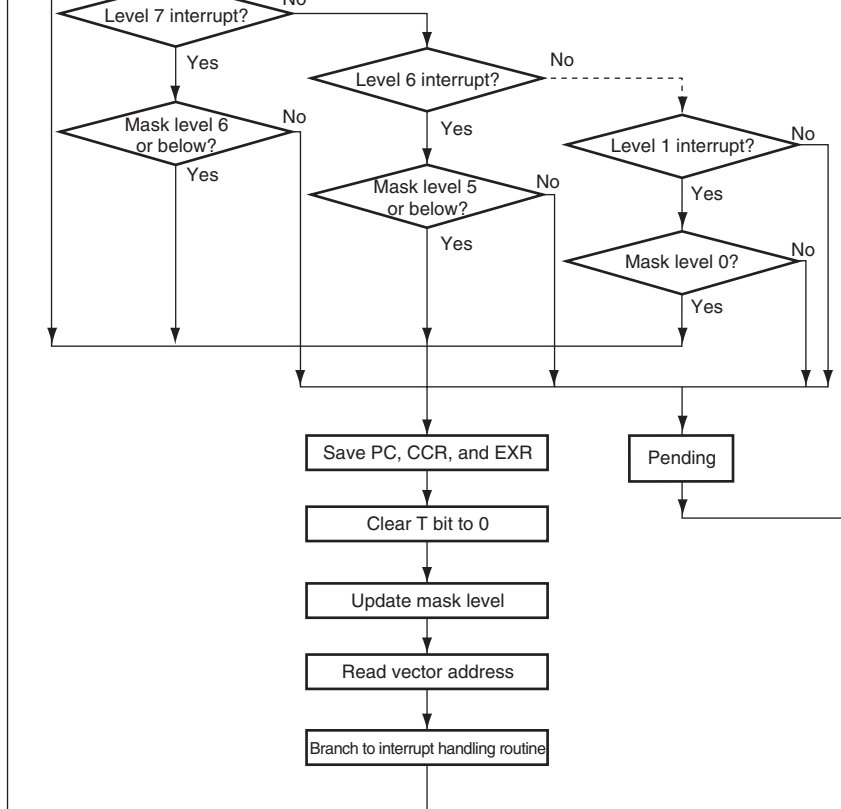 No
Level 7 interrupt?
Yes
Level 6 interrupt?
No
Mask level 6
or below?
No
Yes
Level 1 interrupt?
No
Yes
Mask level 5
or below?
No
Yes
Yes
Mask level 0?
No
Yes
Save PC, CCR, and EXR
Pending
Clear T bit to 0
Update mask level
Read vector address
Branch to interrupt handling routine